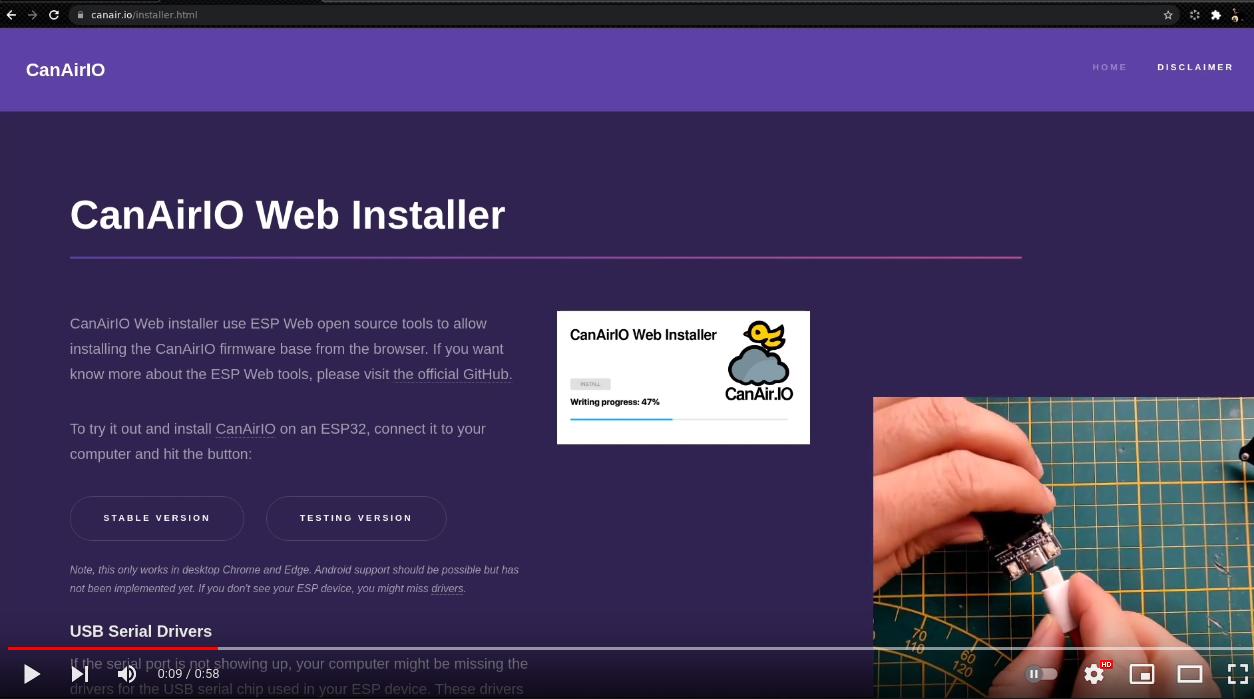 canair.io/installer.html
CanAirIO
HOME DISCLAIMER
CanAirIO Web Installer
CanAirIO Web installer use ESP Web open source tools to allow
installing the CanAirIO firmware base from the browser. If you want
know more about the ESP Web tools, please visit the official GitHub.
To try it out and install CanAirIO on an ESP32, connect it to your
computer and hit the button:
STABLE VERSION TESTING VERSION
Note, this only works in desktop Chrome and Edge. Android support should be possible but has
not been implemented yet. If you don't see your ESP device, you might miss drivers.
USB Serial Drivers
If the serial port is not showing up, your computer might be missing the
drivers for the USB serial chip used in your ESP device. These drivers
CanAirIO Web Installer
INSTALL
Writing progress: 47%
CanAir.IO
70
110
60
120
0:09 / 0:58
HD